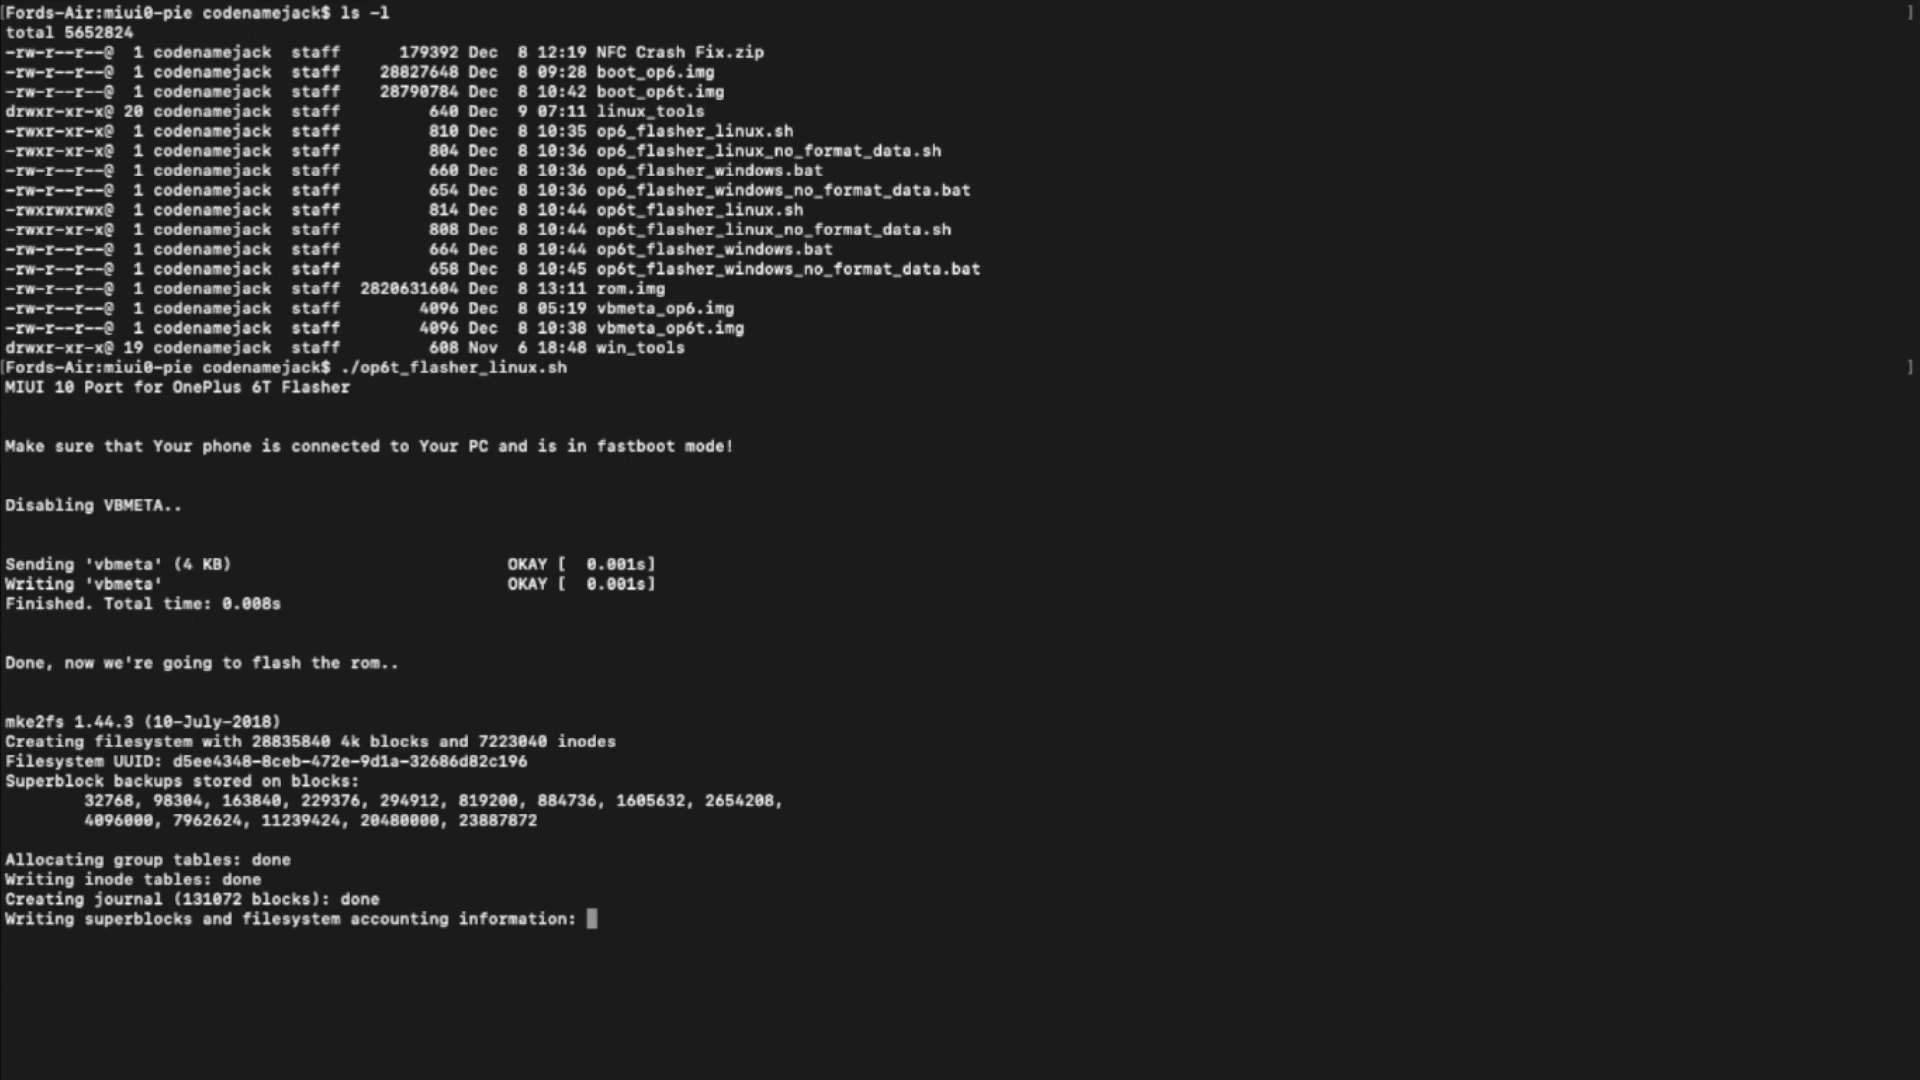 [Fords-Air:miui0-pie codenamejack$ ls -l ]
total 5652824
-rw-r--r--@  1 codenamejack  staff      179392 Dec  8 12:19 NFC Crash Fix.zip
-rw-r--r--@  1 codenamejack  staff    28827648 Dec  8 09:28 boot_op6.img
-rw-r--r--@  1 codenamejack  staff    28790784 Dec  8 10:42 boot_op6t.img
drwxr-xr-x@ 20 codenamejack  staff         640 Dec  9 07:11 linux_tools
-rwxr-xr-x@  1 codenamejack  staff         810 Dec  8 10:35 op6_flasher_linux.sh
-rwxr-xr-x@  1 codenamejack  staff         804 Dec  8 10:36 op6_flasher_linux_no_format_data.sh
-rw-r--r--@  1 codenamejack  staff         660 Dec  8 10:36 op6_flasher_windows.bat
-rw-r--r--@  1 codenamejack  staff         654 Dec  8 10:36 op6_flasher_windows_no_format_data.bat
-rwxrwxrwx@  1 codenamejack  staff         814 Dec  8 10:44 op6t_flasher_linux.sh
-rwxr-xr-x@  1 codenamejack  staff         808 Dec  8 10:44 op6t_flasher_linux_no_format_data.sh
-rw-r--r--@  1 codenamejack  staff         664 Dec  8 10:44 op6t_flasher_windows.bat
-rw-r--r--@  1 codenamejack  staff         658 Dec  8 10:45 op6t_flasher_windows_no_format_data.bat
-rw-r--r--@  1 codenamejack  staff  2820631604 Dec  8 13:11 rom.img
-rw-r--r--@  1 codenamejack  staff        4096 Dec  8 05:19 vbmeta_op6.img
-rw-r--r--@  1 codenamejack  staff        4096 Dec  8 10:38 vbmeta_op6t.img
drwxr-xr-x@ 19 codenamejack  staff         608 Nov  6 18:48 win_tools
[Fords-Air:miui0-pie codenamejack$ ./op6t_flasher_linux.sh ]
MIUI 10 Port for OnePlus 6T Flasher
Make sure that Your phone is connected to Your PC and is in fastboot mode!
Disabling VBMETA..
Sending 'vbmeta' (4 KB)                            OKAY [  0.001s]
Writing 'vbmeta'                                   OKAY [  0.001s]
Finished. Total time: 0.008s
Done, now we're going to flash the rom..
mke2fs 1.44.3 (10-July-2018)
Creating filesystem with 28835840 4k blocks and 7223040 inodes
Filesystem UUID: d5ee4348-8ceb-472e-9d1a-32686d82c196
Superblock backups stored on blocks:
        32768, 98304, 163840, 229376, 294912, 819200, 884736, 1605632, 2654208,
        4096000, 7962624, 11239424, 20480000, 23887872
Allocating group tables: done
Writing inode tables: done
Creating journal (131072 blocks): done
Writing superblocks and filesystem accounting information: